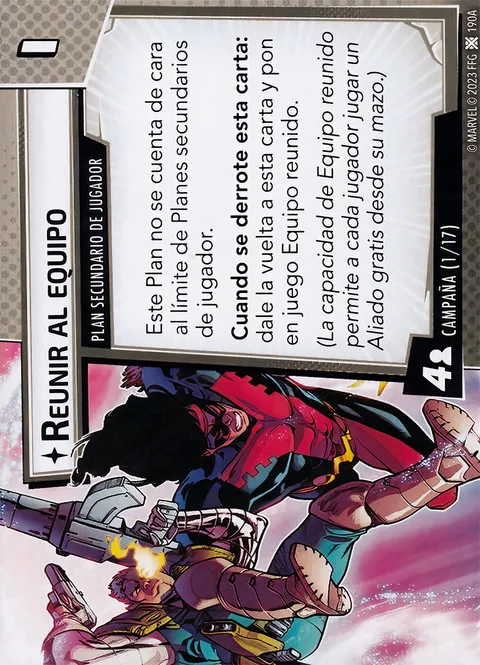 REUNIR AL EQUIPO
PLAN SECUNDARIO DE JUGADOR
Este Plan no se cuenta de cara
al límite de Planes secundarios
de jugador.
Cuando se derrote esta carta:
dale la vuelta a esta carta y pon
en juego Equipo reunido.
(La capacidad de Equipo reunido
permite a cada jugador jugar un
Aliado gratis desde su mazo.)
4
CAMPAÑA (1/17)
© MARVEL © 2023 FFG 190A